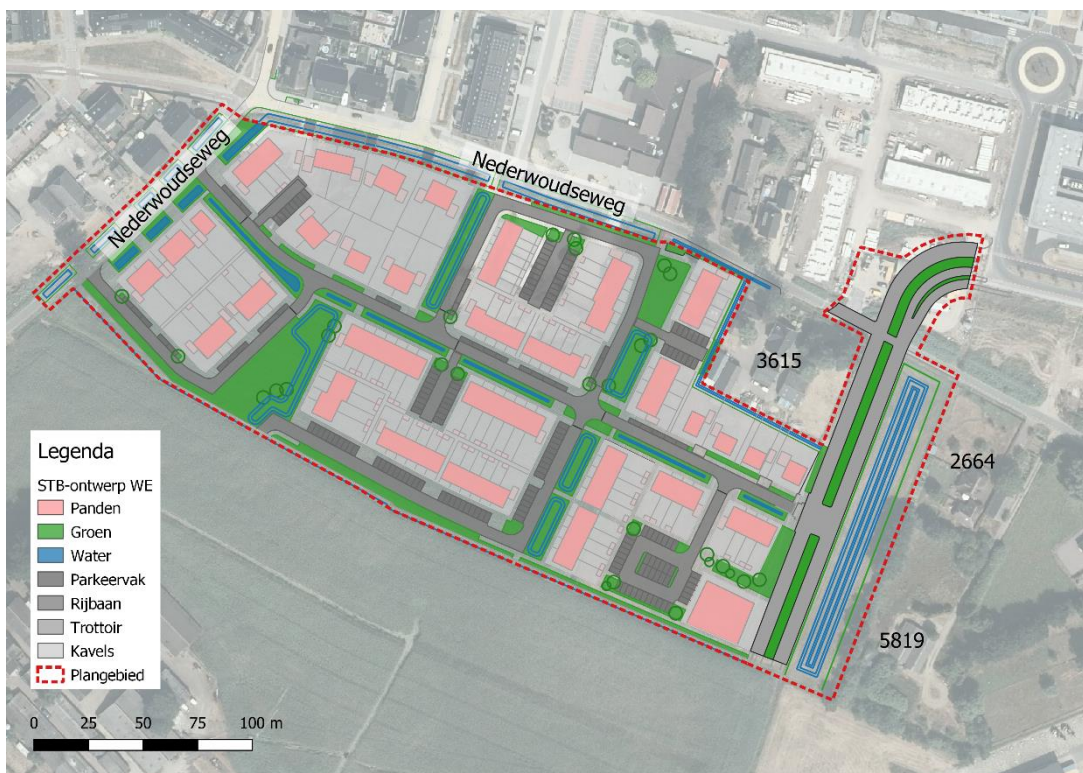 Nederwoudseweg
Nederwoudseweg
3615
2664
5819
Legenda
STB-ontwerp WE
Panden
Groen
Water
Parkeervak
Rijbaan
Trottoir
Kavels
Plangebied
0 25 50 75 100 m